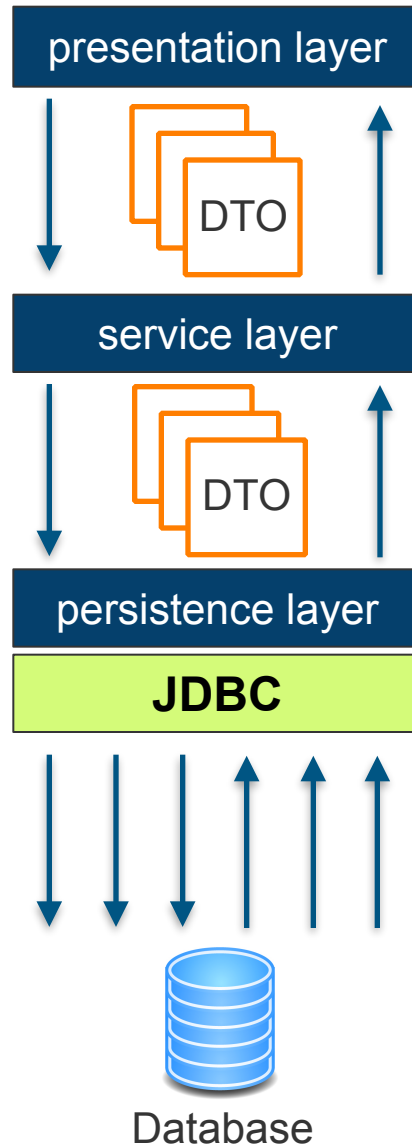 presentation layer
DTO
service layer
DTO
persistence layer
JDBC
Database